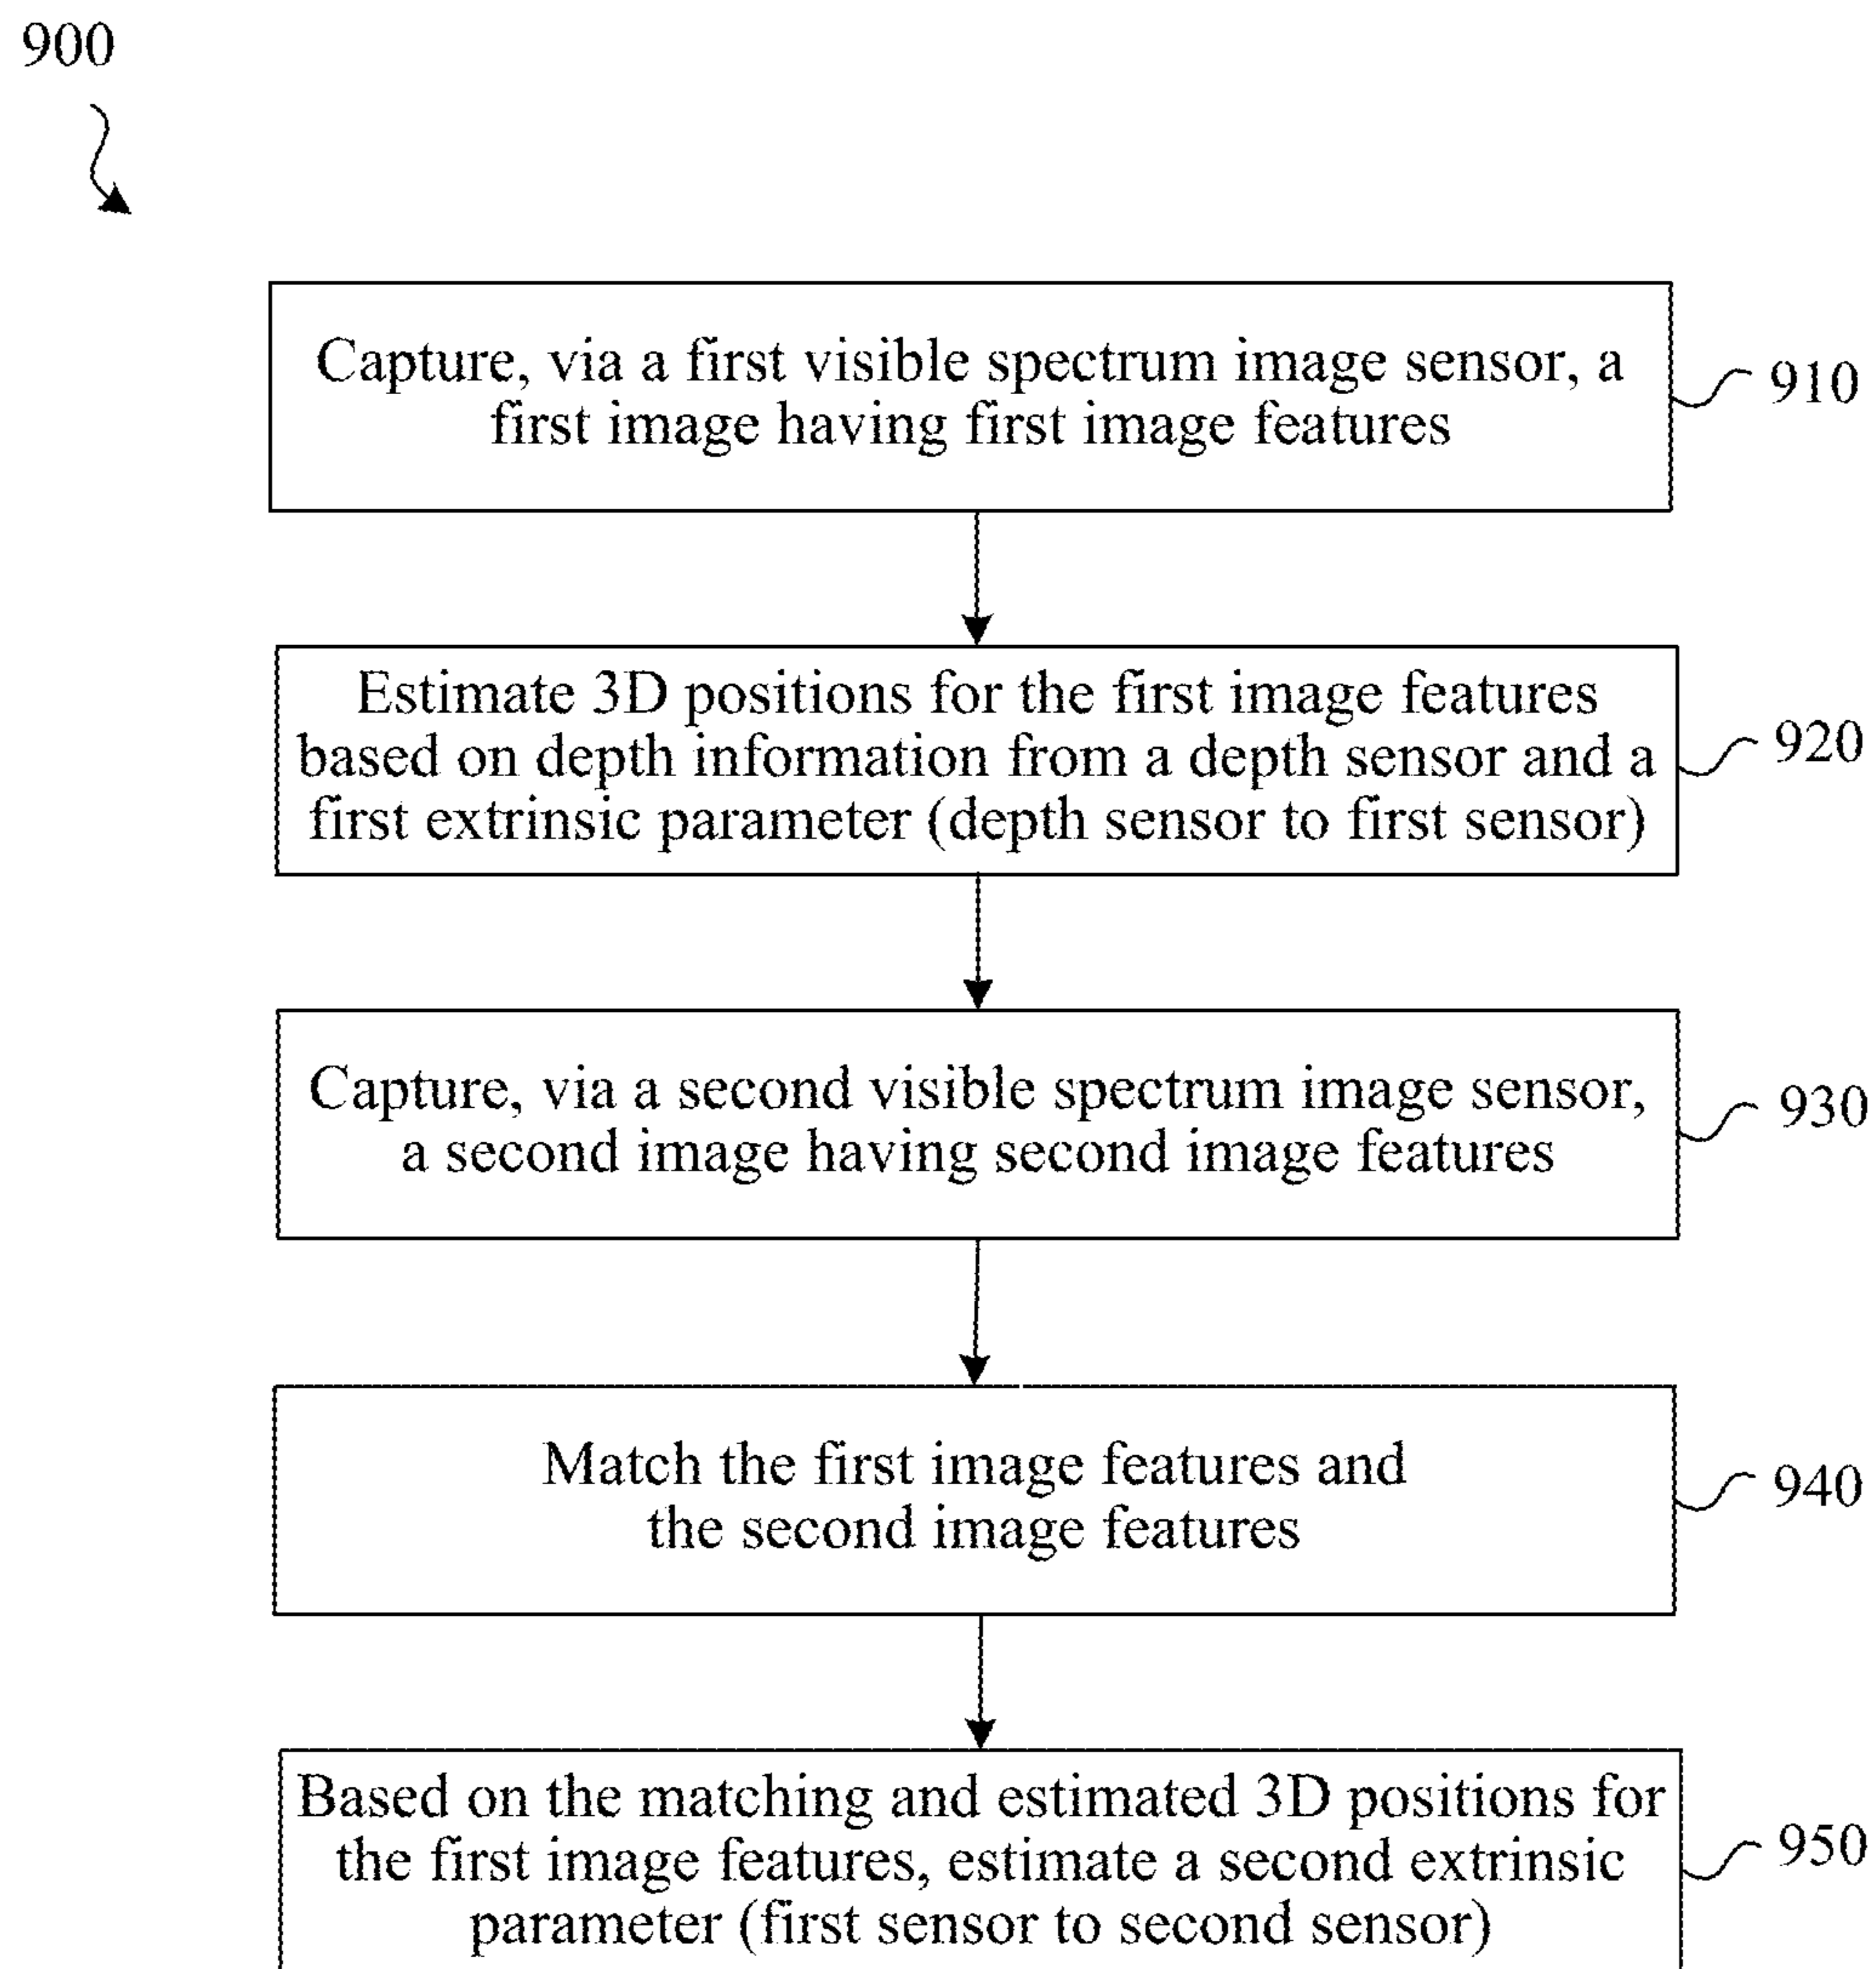 900
Capture, via a first visible spectrum image sensor, a
first image having first image features
910
Estimate 3D positions for the first image features
based on depth information from a depth sensor and a
first extrinsic parameter (depth sensor to first sensor)
920
Capture, via a second visible spectrum image sensor,
a second image having second image features
930
Match the first image features and
the second image features
940
Based on the matching and estimated 3D positions for
the first image features, estimate a second extrinsic
parameter (first sensor to second sensor)
950